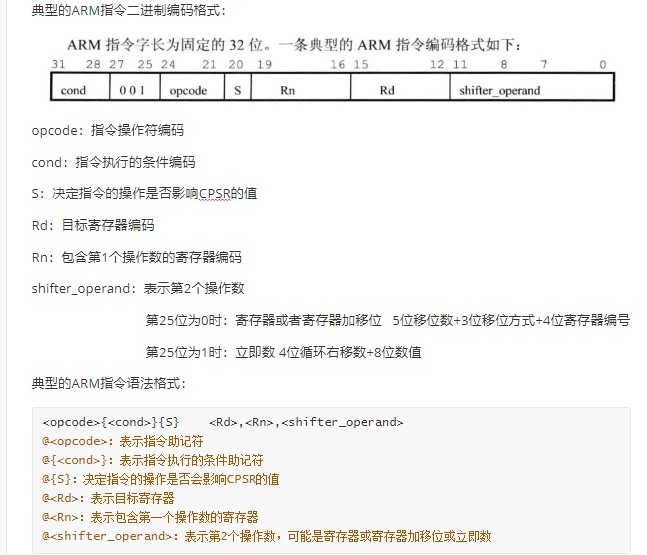 典型的ARM指令二进制编码格式：
ARM 指令字长为固定的 32 位。一条典型的 ARM 指令编码格式如下：
31 28 27 25 24 21 20 19 16 15 12 11 8 7 0
cond 0 0 1 opcode S Rn Rd shifter_operand
opcode：指令操作符编码
cond：指令执行的条件编码
S：决定指令的操作是否影响CPSR的值
Rd：目标寄存器编码
Rn：包含第1个操作数的寄存器编码
shifter_operand：表示第2个操作数
第25位为0时：寄存器或者寄存器加移位 5位移位数+3位移位方式+4位寄存器编号
第25位为1时：立即数 4位循环右移数+8位数值
典型的ARM指令语法格式：
<opcode>{<cond>}{S} <Rd>,<Rn>,<shifter_operand>
@<opcode>：表示指令助记符
@{<cond>}：表示指令执行的条件助记符
@{S}：决定指令的操作是否会影响CPSR的值
@<Rd>：表示目标寄存器
@<Rn>：表示包含第一个操作数的寄存器
@<shifter_operand>：表示第2个操作数，可能是寄存器或寄存器加移位或立即数